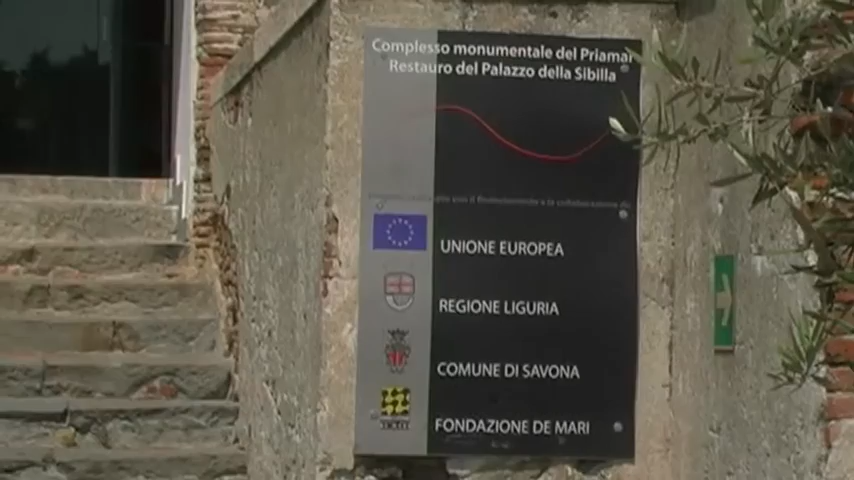 Complesso monumentale del Priamar
Restauro del Palazzo della Sibilla
UNIONE EUROPEA
REGIONE LIGURIA
COMUNE DI SAVONA
FONDAZIONE DE MARI